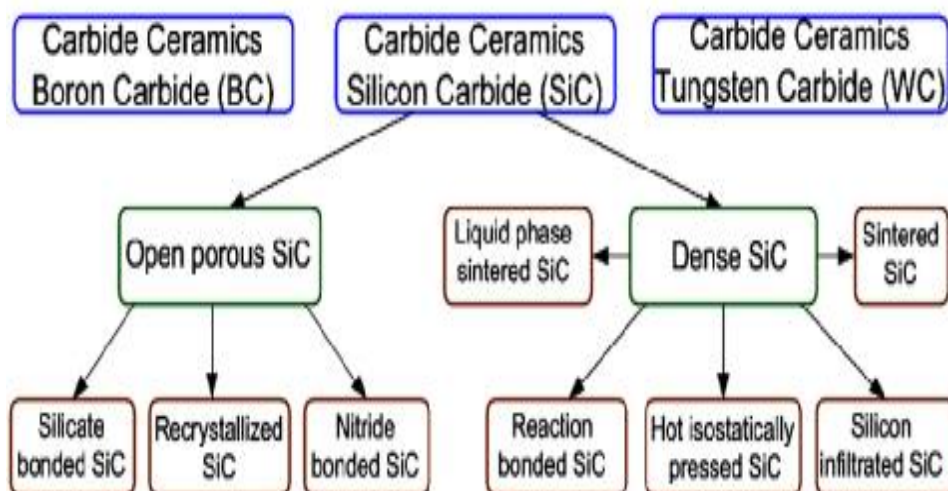 Carbide Ceramics
Boron Carbide (BC)
Carbide Ceramics
Silicon Carbide (SiC)
Carbide Ceramics
Tungsten Carbide (WC)
Open porous SiC
Liquid phase
sintered SiC
Dense SiC
Sintered
SiC
Silicate
bonded SiC
Recrystallized
SiC
Nitride
bonded SiC
Reaction
bonded SiC
Hot isostatically
pressed SiC
Silicon
infiltrated SiC